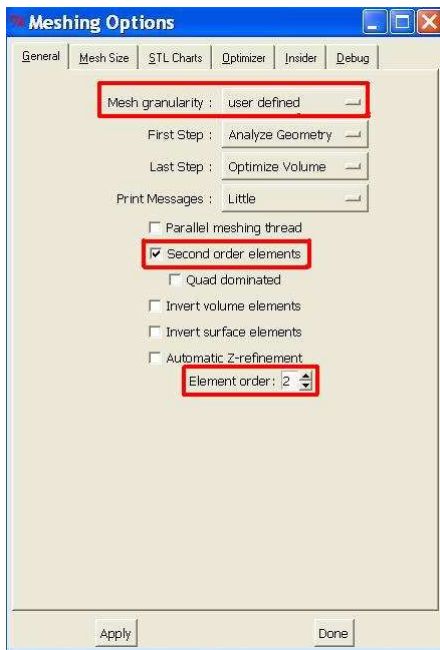 Meshing Options
General Mesh Size STL Charts Optimizer Insider Debug
Mesh granularity : user defined
First Step : Analyze Geometry
Last Step : Optimize Volume
Print Messages : Little
Parallel meshing thread
Second order elements
Quad dominated
Invert volume elements
Invert surface elements
Automatic Z-refinement
Element order: 2
Apply Done